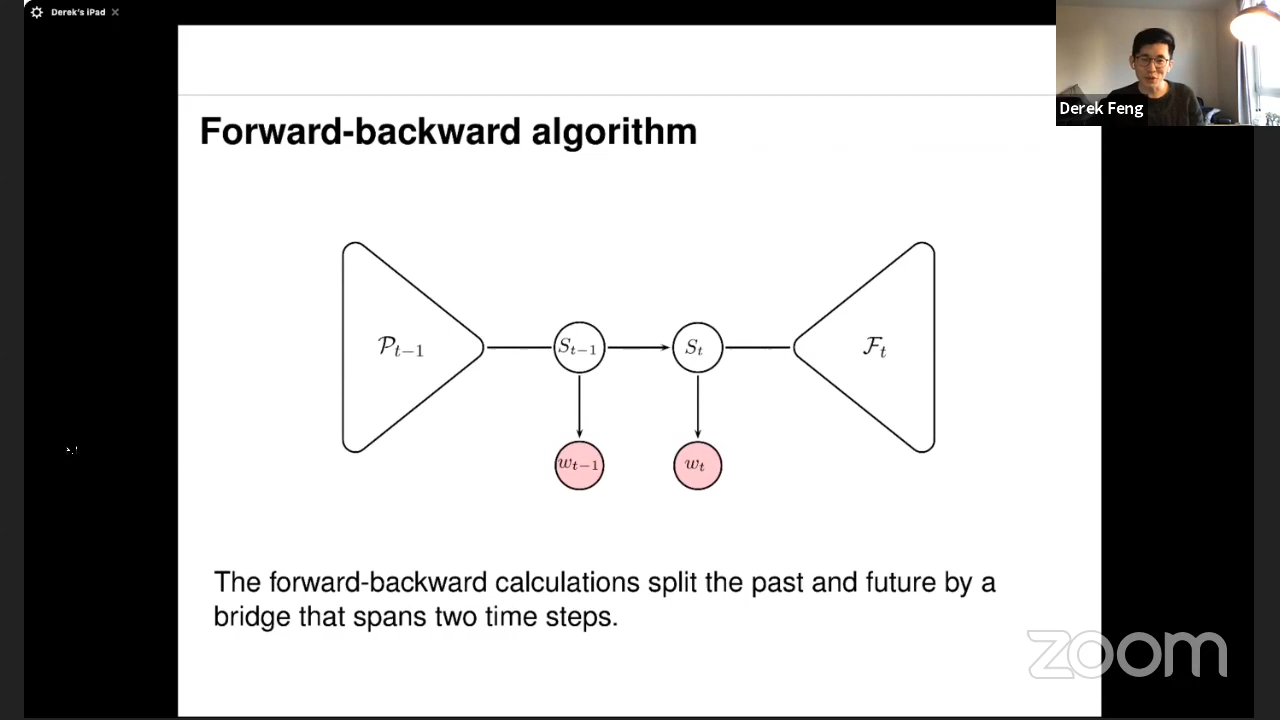 Derek's iPad
Derek Feng
Forward-backward algorithm
𝒫ₜ₋₁
Sₜ₋₁
Sₜ
ℱₜ
wₜ₋₁
wₜ
The forward-backward calculations split the past and future by a
bridge that spans two time steps.
zoom